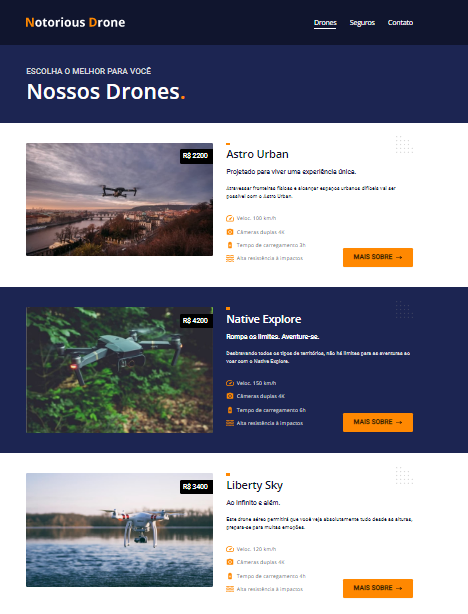 Notorious Drone
Drones
Seguros
Contato
ESCOLHA O MELHOR PARA VOCÊ
Nossos Drones.
R$ 2200
Astro Urban
Projetado para viver uma experiência única.
Atravessar fronteiras físicas e alcançar espaços urbanos difíceis vai ser
possível com o Astro Urban.
Veloc. 100 km/h
Câmeras duplas 4K
Tempo de carregamento 3h
Alta resistência á impactos
MAIS SOBRE →
R$ 4200
Native Explore
Rompa os limites. Aventure-se.
Desbravando todos os tipos de territórios, não há limites para as aventuras ao
voar com o Native Explore.
Veloc. 150 km/h
Câmeras duplas 4K
Tempo de carregamento 6h
Alta resistência á impactos
MAIS SOBRE →
R$ 3400
Liberty Sky
Ao infinito e além.
Este drone aéreo permitirá que você veja absolutamente tudo desde as alturas,
prepara-se para muitas emoções.
Veloc. 120 km/h
Câmeras duplas 4K
Tempo de carregamento 4h
Alta resistência á impactos
MAIS SOBRE →